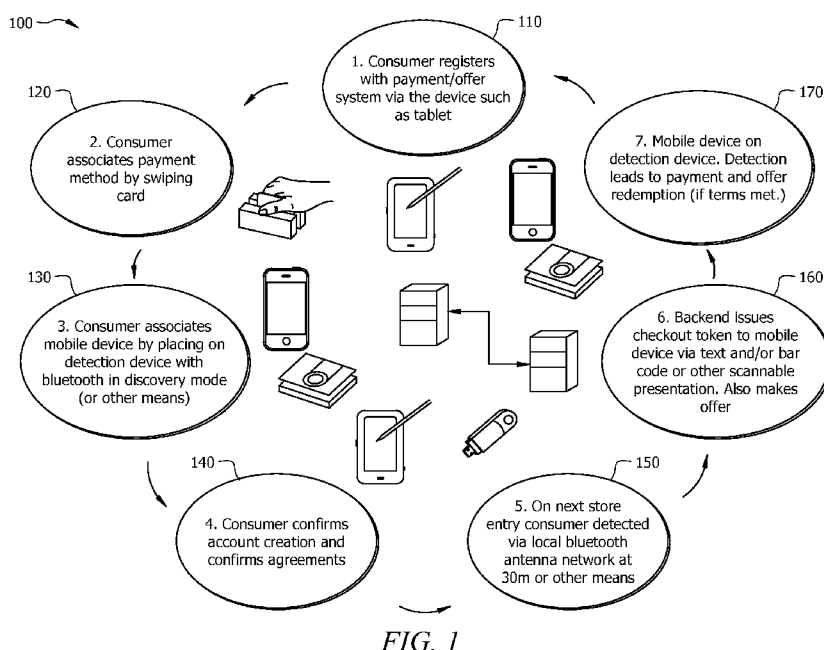 100
110
1. Consumer registers
with payment/offer
system via the device such
as tablet
120
2. Consumer
associates payment
method by swiping
card
130
3. Consumer associates
mobile device by placing on
detection device with
bluetooth in discovery mode
(or other means)
140
4. Consumer confirms
account creation and
confirms agreements
150
5. On next store
entry consumer detected
via local bluetooth
antenna network at
30m or other means
160
6. Backend issues
checkout token to mobile
device via text and/or bar
code or other scannable
presentation. Also makes
offer
170
7. Mobile device on
detection device. Detection
leads to payment and offer
redemption (if terms met.)
FIG. 1